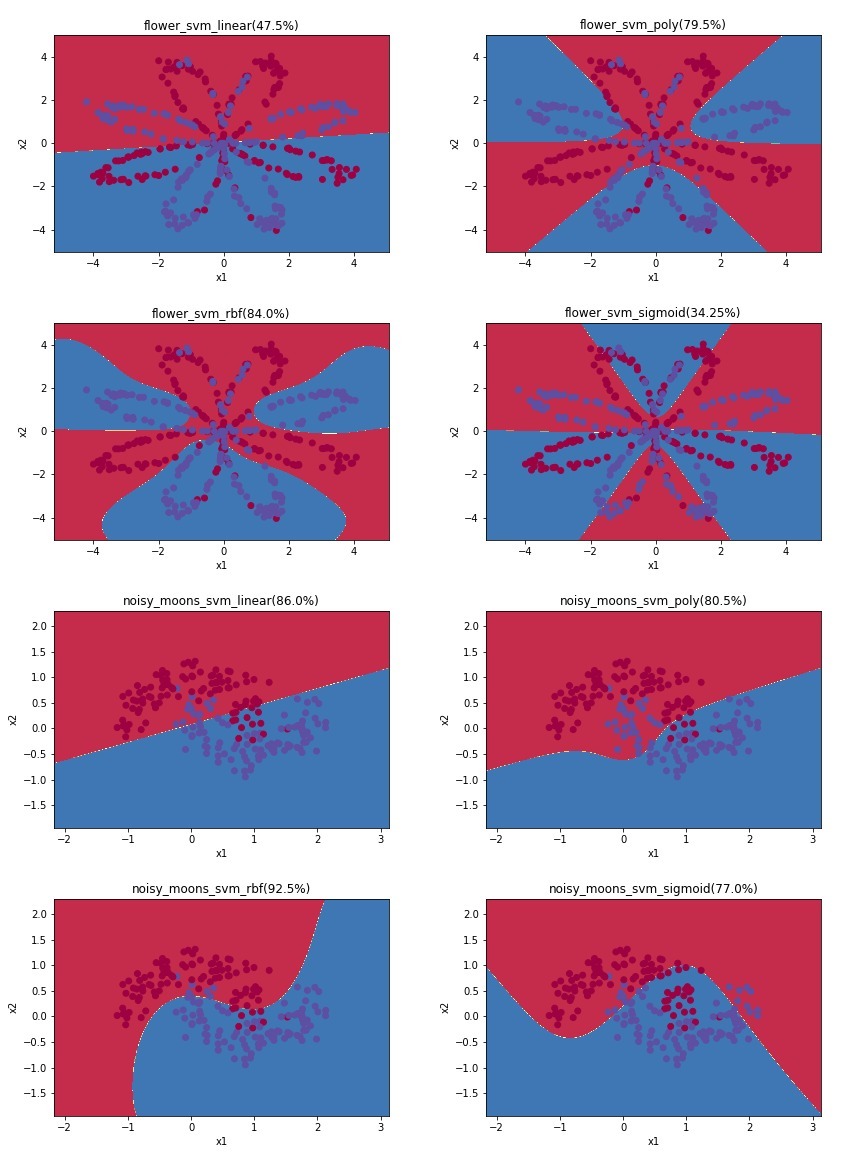 flower_svm_linear(47.5%)
4
2
0
−2
−4
x2
−4 −2 0 2 4
x1
flower_svm_poly(79.5%)
4
2
0
−2
−4
x2
−4 −2 0 2 4
x1
flower_svm_rbf(84.0%)
4
2
0
−2
−4
x2
−4 −2 0 2 4
x1
flower_svm_sigmoid(34.25%)
4
2
0
−2
−4
x2
−4 −2 0 2 4
x1
noisy_moons_svm_linear(86.0%)
2.0
1.5
1.0
0.5
0.0
−0.5
−1.0
−1.5
x2
−2 −1 0 1 2 3
x1
noisy_moons_svm_poly(80.5%)
2.0
1.5
1.0
0.5
0.0
−0.5
−1.0
−1.5
x2
−2 −1 0 1 2 3
x1
noisy_moons_svm_rbf(92.5%)
2.0
1.5
1.0
0.5
0.0
−0.5
−1.0
−1.5
x2
−2 −1 0 1 2 3
x1
noisy_moons_svm_sigmoid(77.0%)
2.0
1.5
1.0
0.5
0.0
−0.5
−1.0
−1.5
x2
−2 −1 0 1 2 3
x1